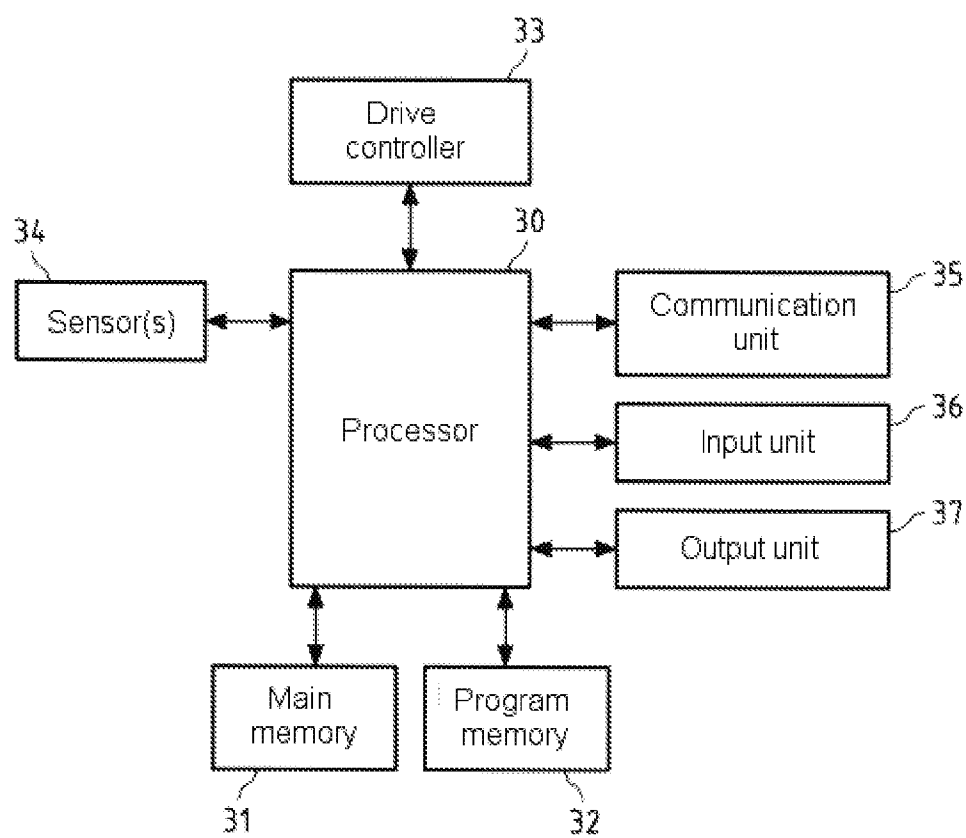 33
Drive
controller
34
30
35
Sensor(s)
Communication
unit
Processor
36
Input unit
37
Output unit
Main
memory
Program
memory
31
32